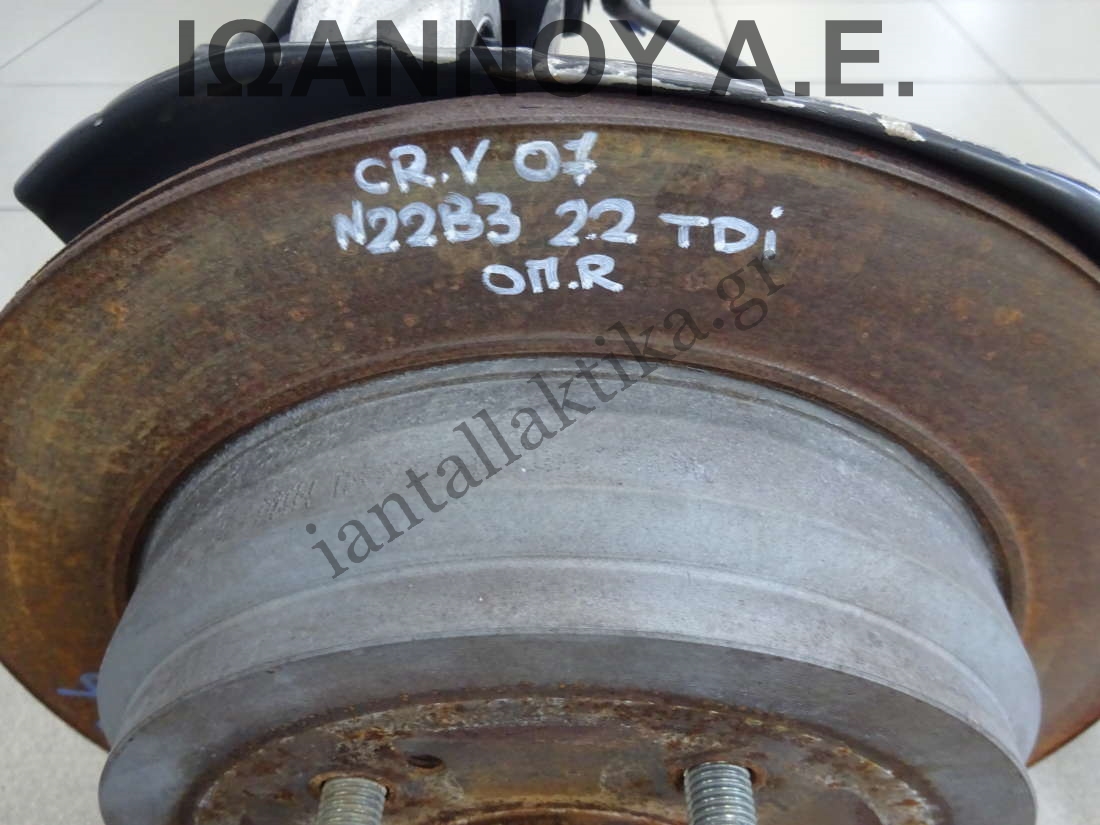 ΙΩΑΝΝΟΥ Α.Ε.
CR.V 07
N22B3 2.2 TDi
ΟΠ.R
iantallaktika.gr